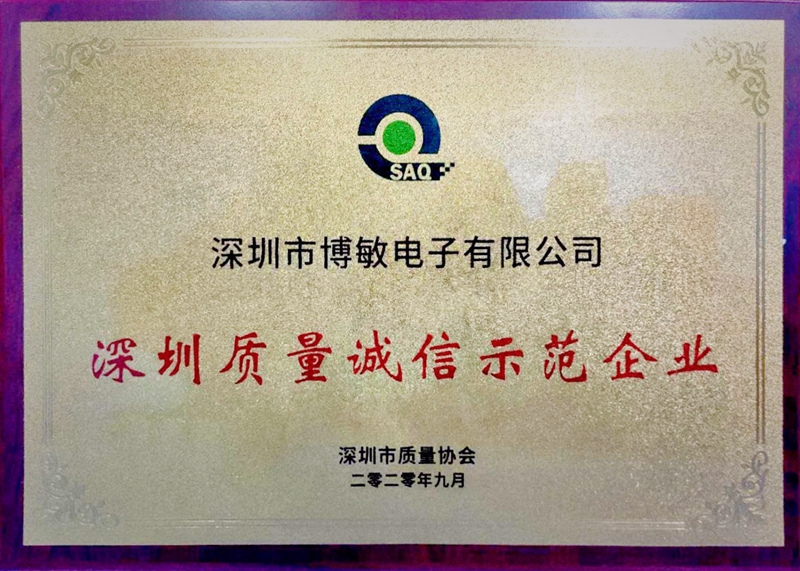 SAQ
深圳市博敏电子有限公司
深圳质量诚信示范企业
深圳市质量协会
二零二零年九月